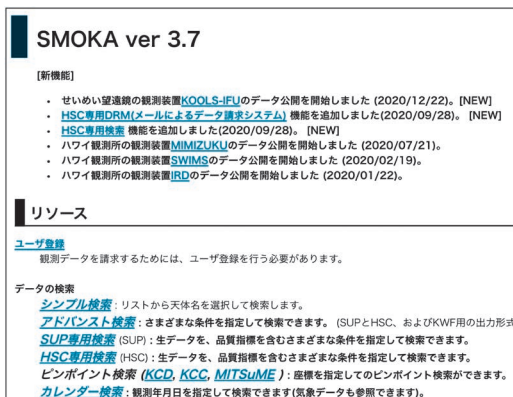 SMOKA ver 3.7
[新機能]
・ せいめい望遠鏡の観測装置KOOLS-IFUのデータ公開を開始しました (2020/12/22)。[NEW]
・ HSC専用DRM(メールによるデータ請求システム) 機能を追加しました(2020/09/28)。 [NEW]
・ HSC専用検索 機能を追加しました(2020/09/28)。 [NEW]
・ ハワイ観測所の観測装置MIMIZUKUのデータ公開を開始しました (2020/07/21)。
・ ハワイ観測所の観測装置SWIMSのデータ公開を開始しました (2020/02/19)。
・ ハワイ観測所の観測装置IRDのデータ公開を開始しました (2020/01/22)。
リソース
ユーザ登録
観測データを請求するためには、ユーザ登録を行う必要があります。
データの検索
シンプル検索 : リストから天体名を選択して検索します。
アドバンスト検索 : さまざまな条件を指定して検索できます。 (SUPとHSC、およびKWF用の出力形式
SUP専用検索 (SUP) : 生データを、品質指標を含むさまざまな条件を指定して検索できます。
HSC専用検索 (HSC) : 生データを、品質指標を含むさまざまな条件を指定して検索できます。
ピンポイント検索 (KCD, KCC, MITSuME ) : 座標を指定してのピンポイント検索ができます。
カレンダー検索 : 観測年月日を指定して検索できます(気象データも参照できます)。